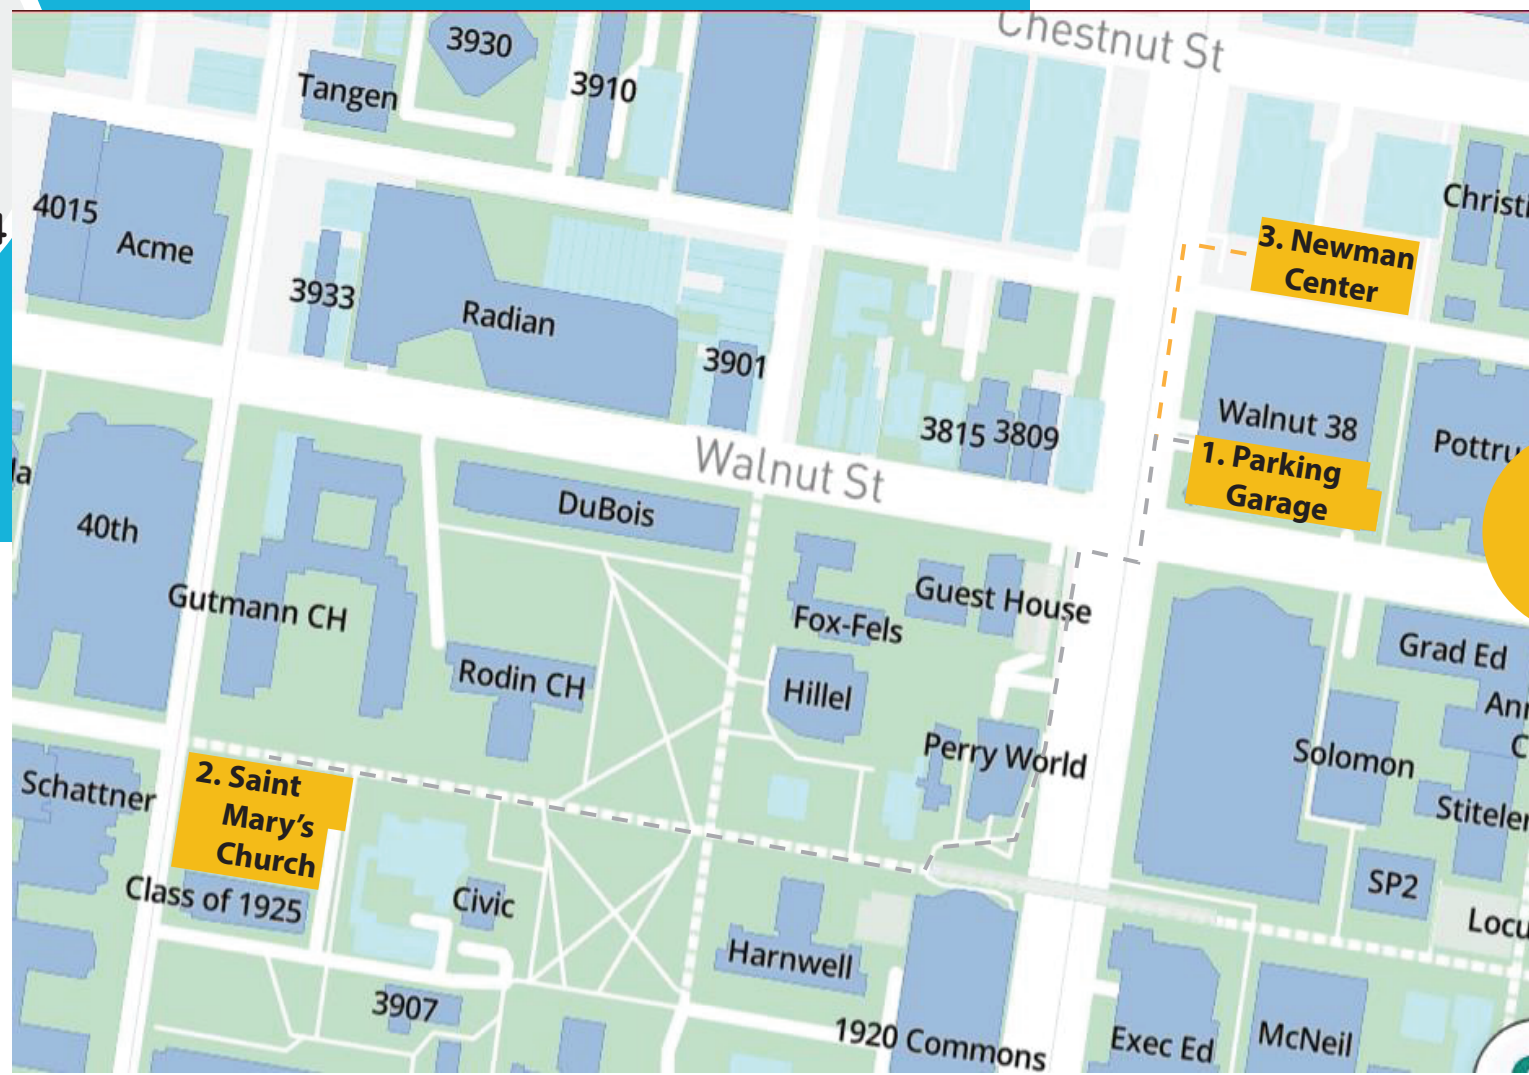 Chestnut St
3930
3910
Tangen
4015
Acme
3933
Radian
3901
3. Newman
Center
Walnut 38
1. Parking
Garage
3815
3809
Walnut St
DuBois
40th
Gutmann CH
Rodin CH
Fox-Fels
Guest House
Hillel
Perry World
Grad Ed
Solomon
SP2
Schattner
2. Saint
Mary's
Church
Class of 1925
Civic
Harnwell
3907
1920 Commons
Exec Ed
McNeil